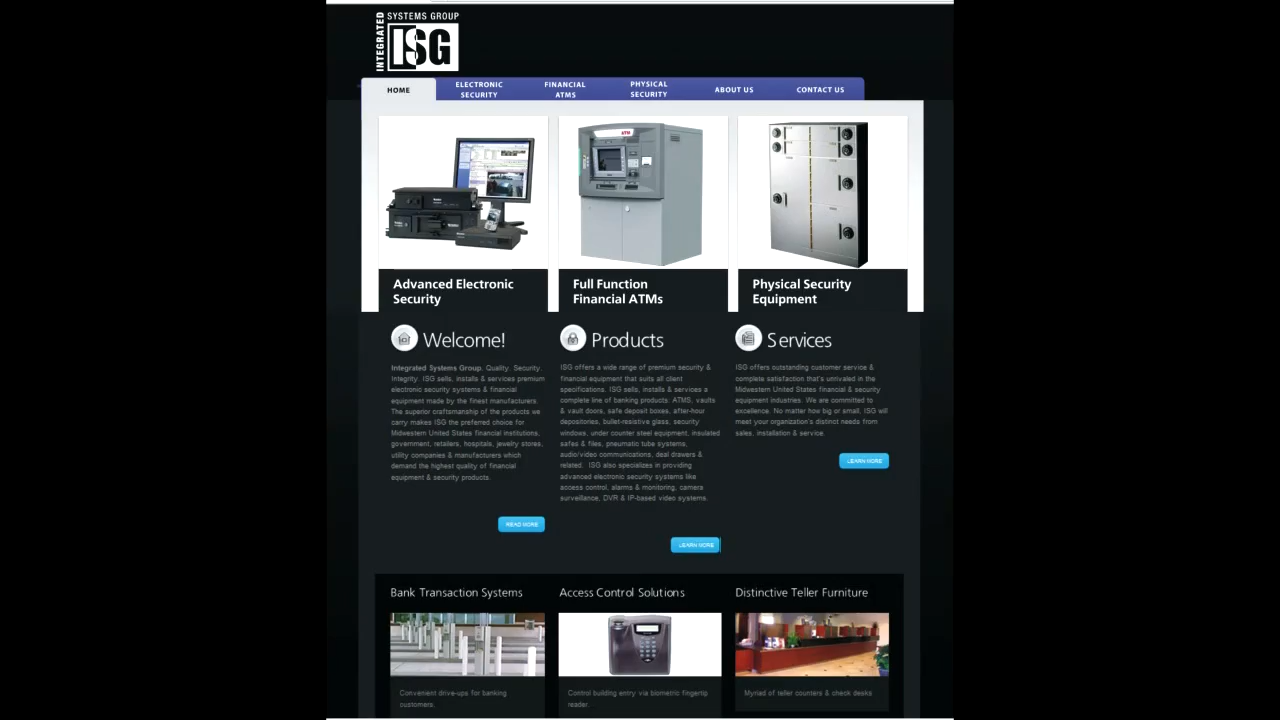 INTEGRATED
SYSTEMS GROUP
ISG
HOME
ELECTRONIC
SECURITY
FINANCIAL
ATMS
PHYSICAL
SECURITY
ABOUT US
CONTACT US
ATM
Advanced Electronic
Security
Full Function
Financial ATMs
Physical Security
Equipment
Welcome!
Integrated Systems Group. Quality. Security.
Integrity. ISG sells, installs & services premium
electronic security systems & financial
equipment made by the finest manufacturers.
The superior craftsmanship of the products we
carry makes ISG the preferred choice for
Midwestern United States financial institutions,
government, retailers, hospitals, jewelry stores,
utility companies & manufacturers which
demand the highest quality of financial
equipment & security products.
READ MORE
Products
ISG offers a wide range of premium security &
financial equipment that suits all client
specifications. ISG sells, installs & services a
complete line of banking products: ATMS, vaults
& vault doors, safe deposit boxes, after-hour
depositories, bullet-resistive glass, security
windows, under counter steel equipment, insulated
safes & files, pneumatic tube systems,
audio/video communications, deal drawers &
related. ISG also specializes in providing
advanced electronic security systems like
access control, alarms & monitoring, camera
surveillance, DVR & IP-based video systems.
LEARN MORE
Services
ISG offers outstanding customer service &
complete satisfaction that's unrivaled in the
Midwestern United States financial & security
equipment industries. We are committed to
excellence. No matter how big or small, ISG will
meet your organization's distinct needs from
sales, installation & service.
LEARN MORE
Bank Transaction Systems
Convenient drive-ups for banking
customers.
Access Control Solutions
Control building entry via biometric fingertip
reader.
Distinctive Teller Furniture
Myriad of teller counters & check desks